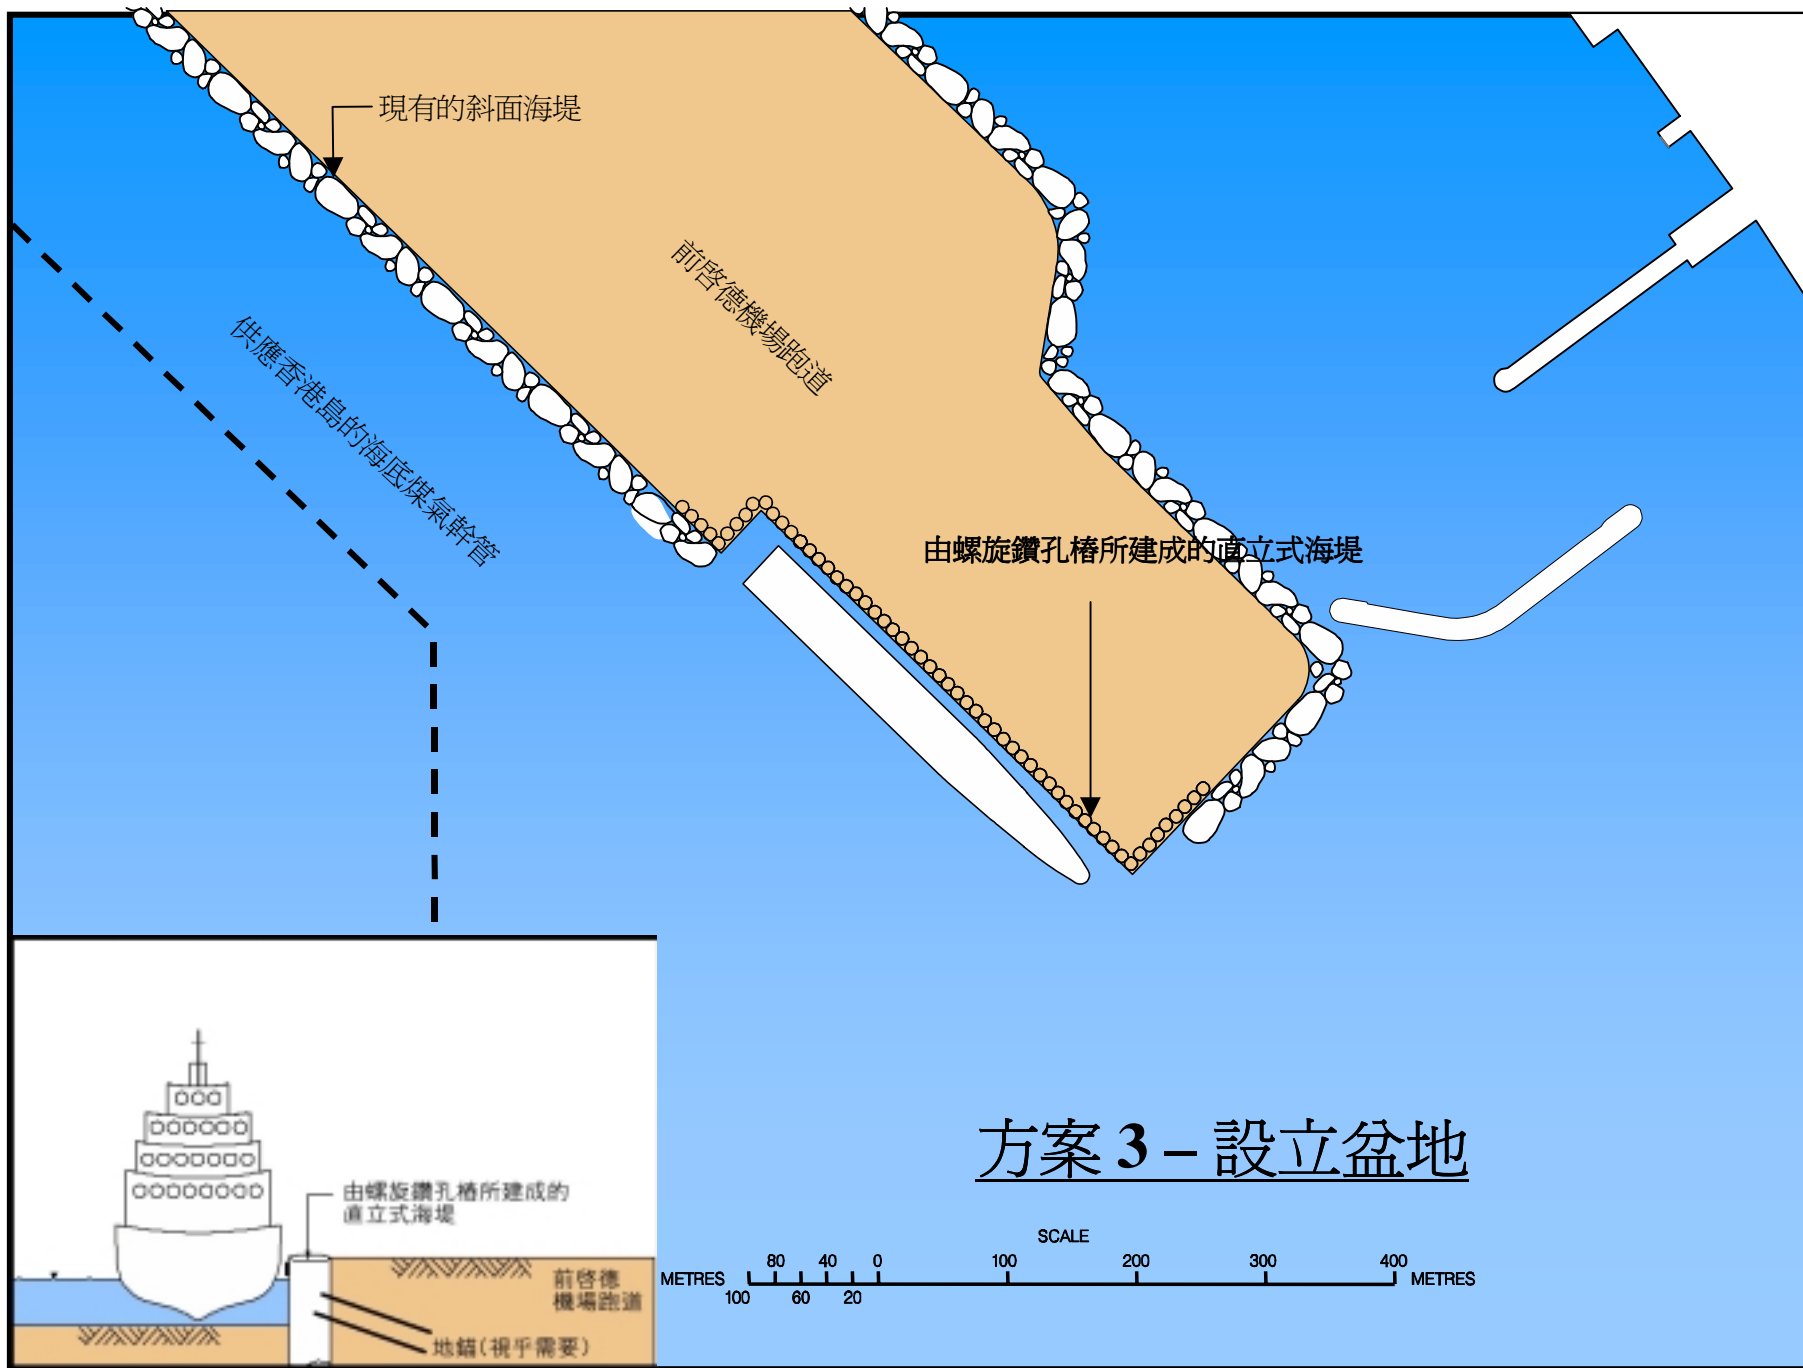 現有的斜面海堤
前啓德機場跑道
供應香港島的海底煤氣幹管
由螺旋鑽孔樁所建成的直立式海堤
方案 3 – 設立盆地
由螺旋鑽孔樁所建成的
直立式海堤
前啓德
機場跑道
地錨(視乎需要)
SCALE
80 40 0 100 200 300 400
METRES METRES
100 60 20